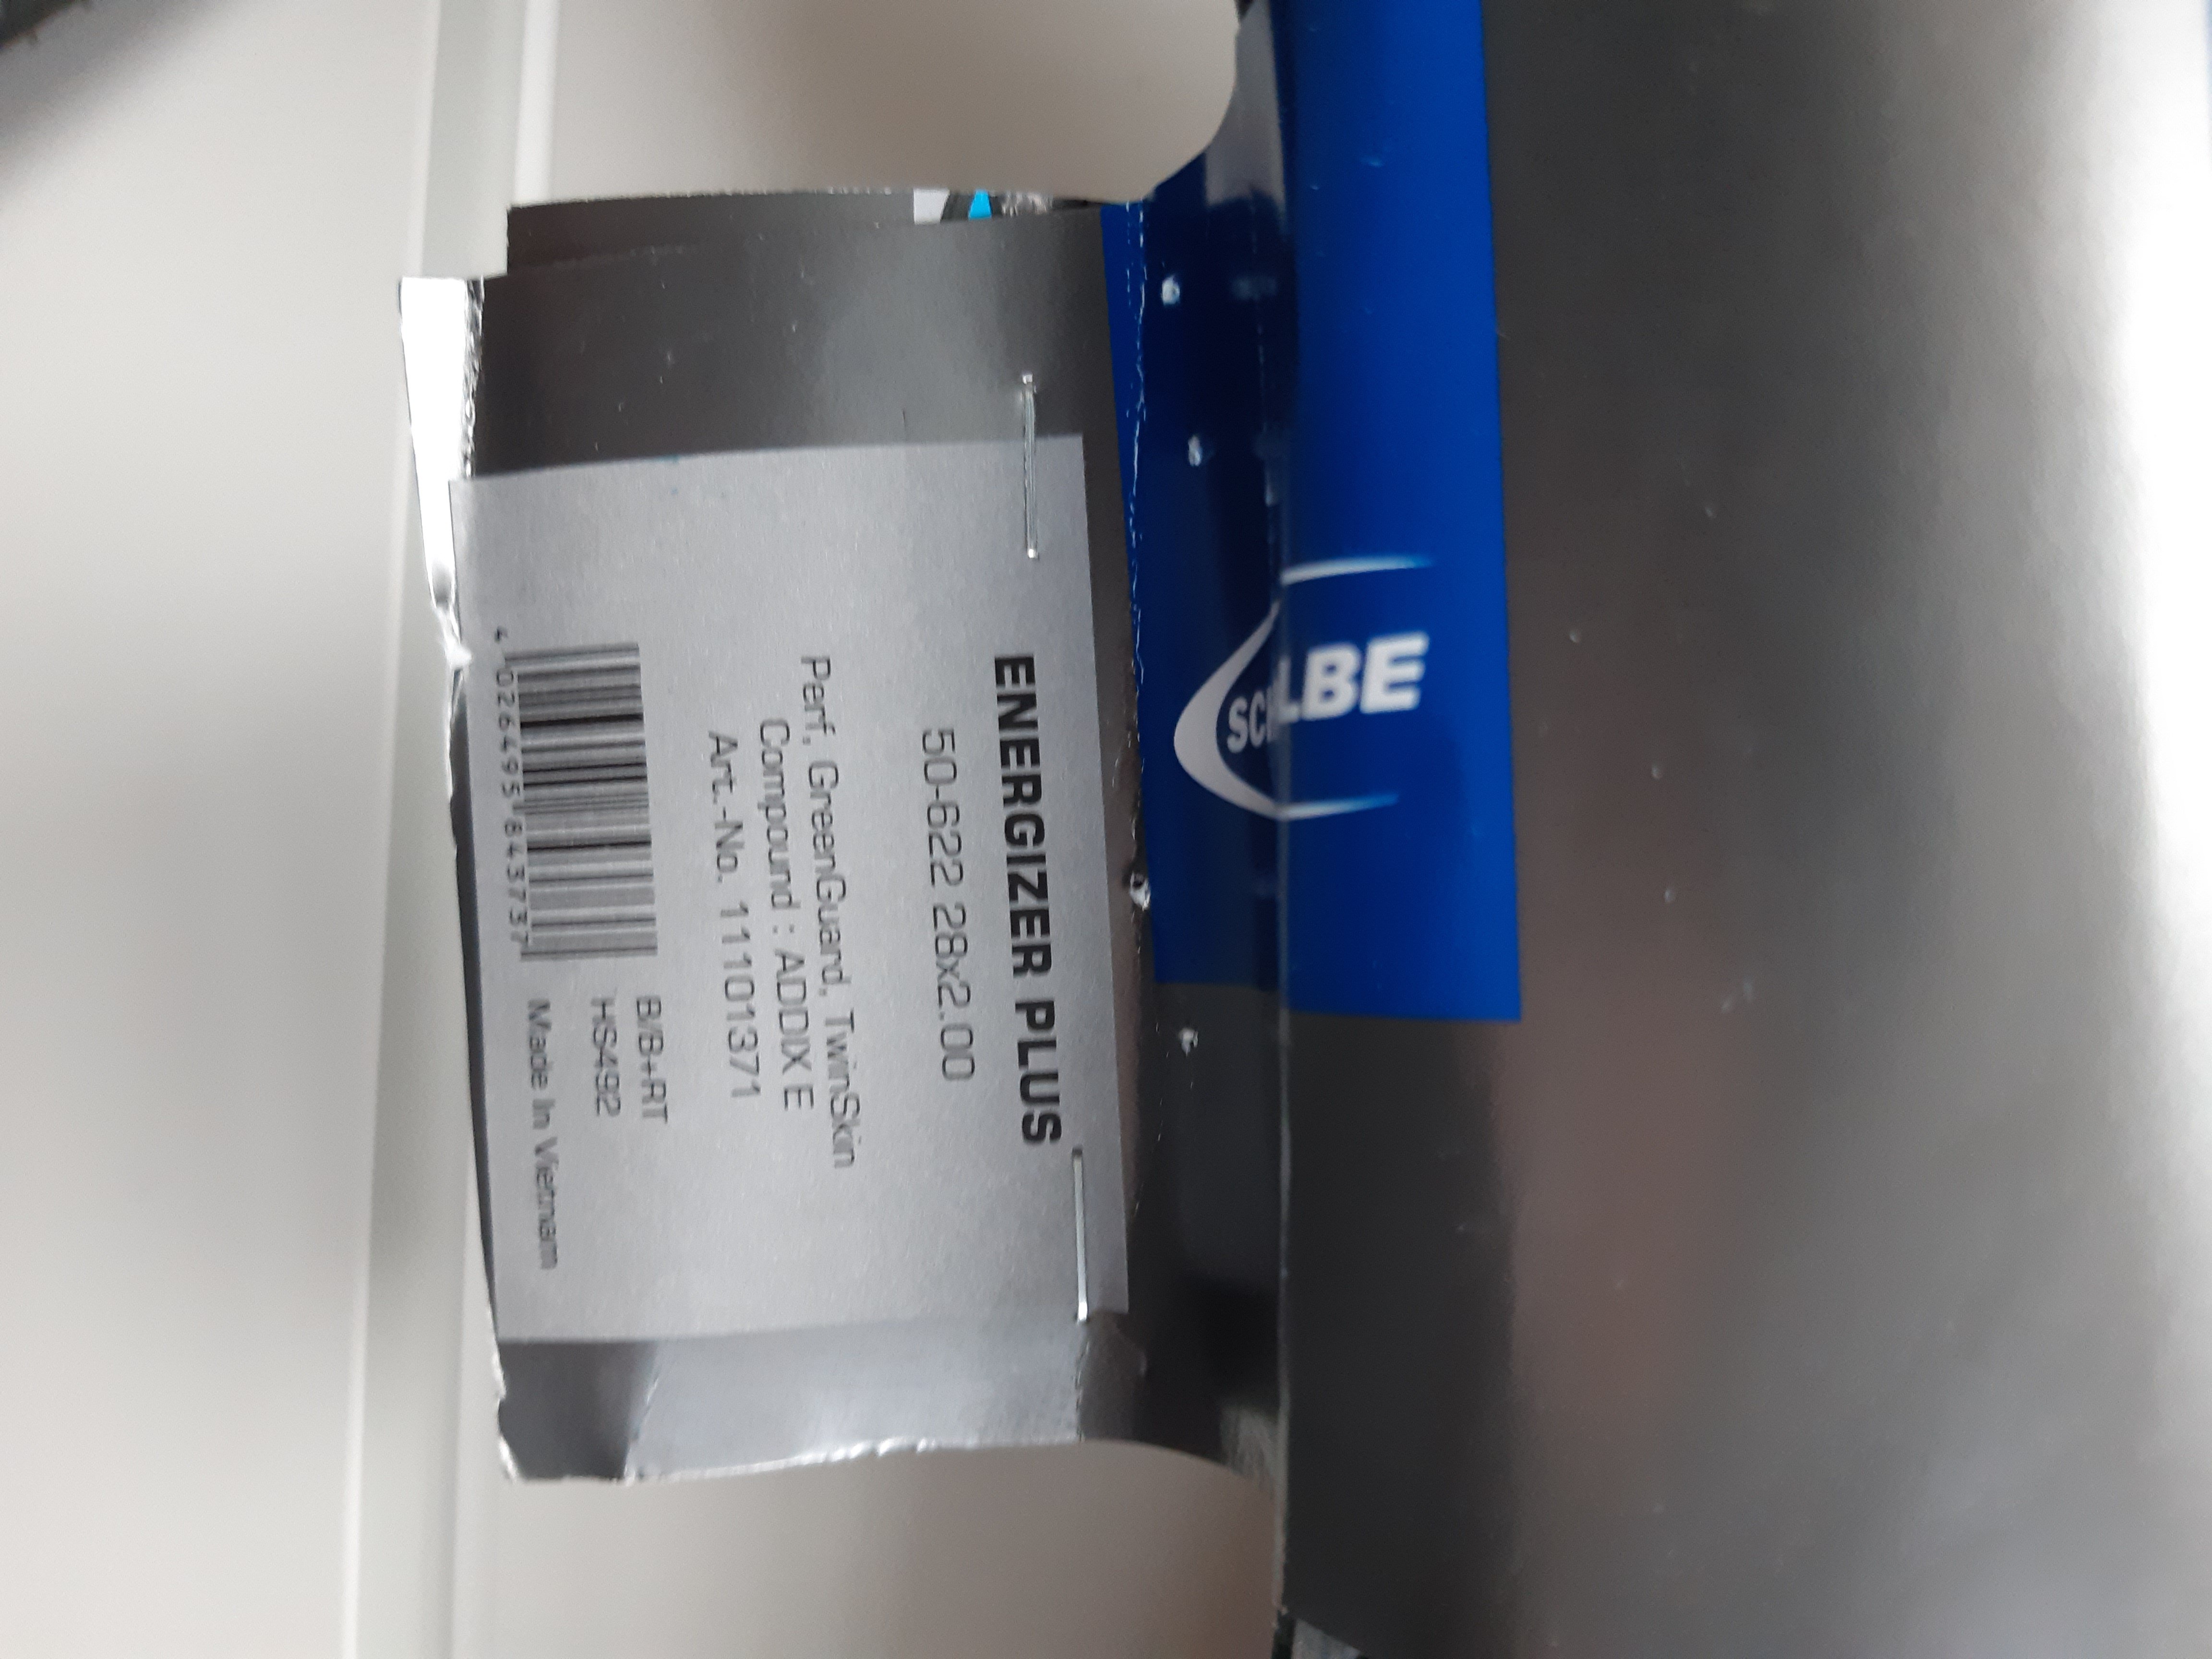 ENERGIZER PLUS
50-622 28x2.00
Perf, GreenGuard, TwinSkin
Compound : ADDIX E
Art.-No. 11101371
B/B+RT
HS492
Made In Vietnam
4 026495 843737
LBE